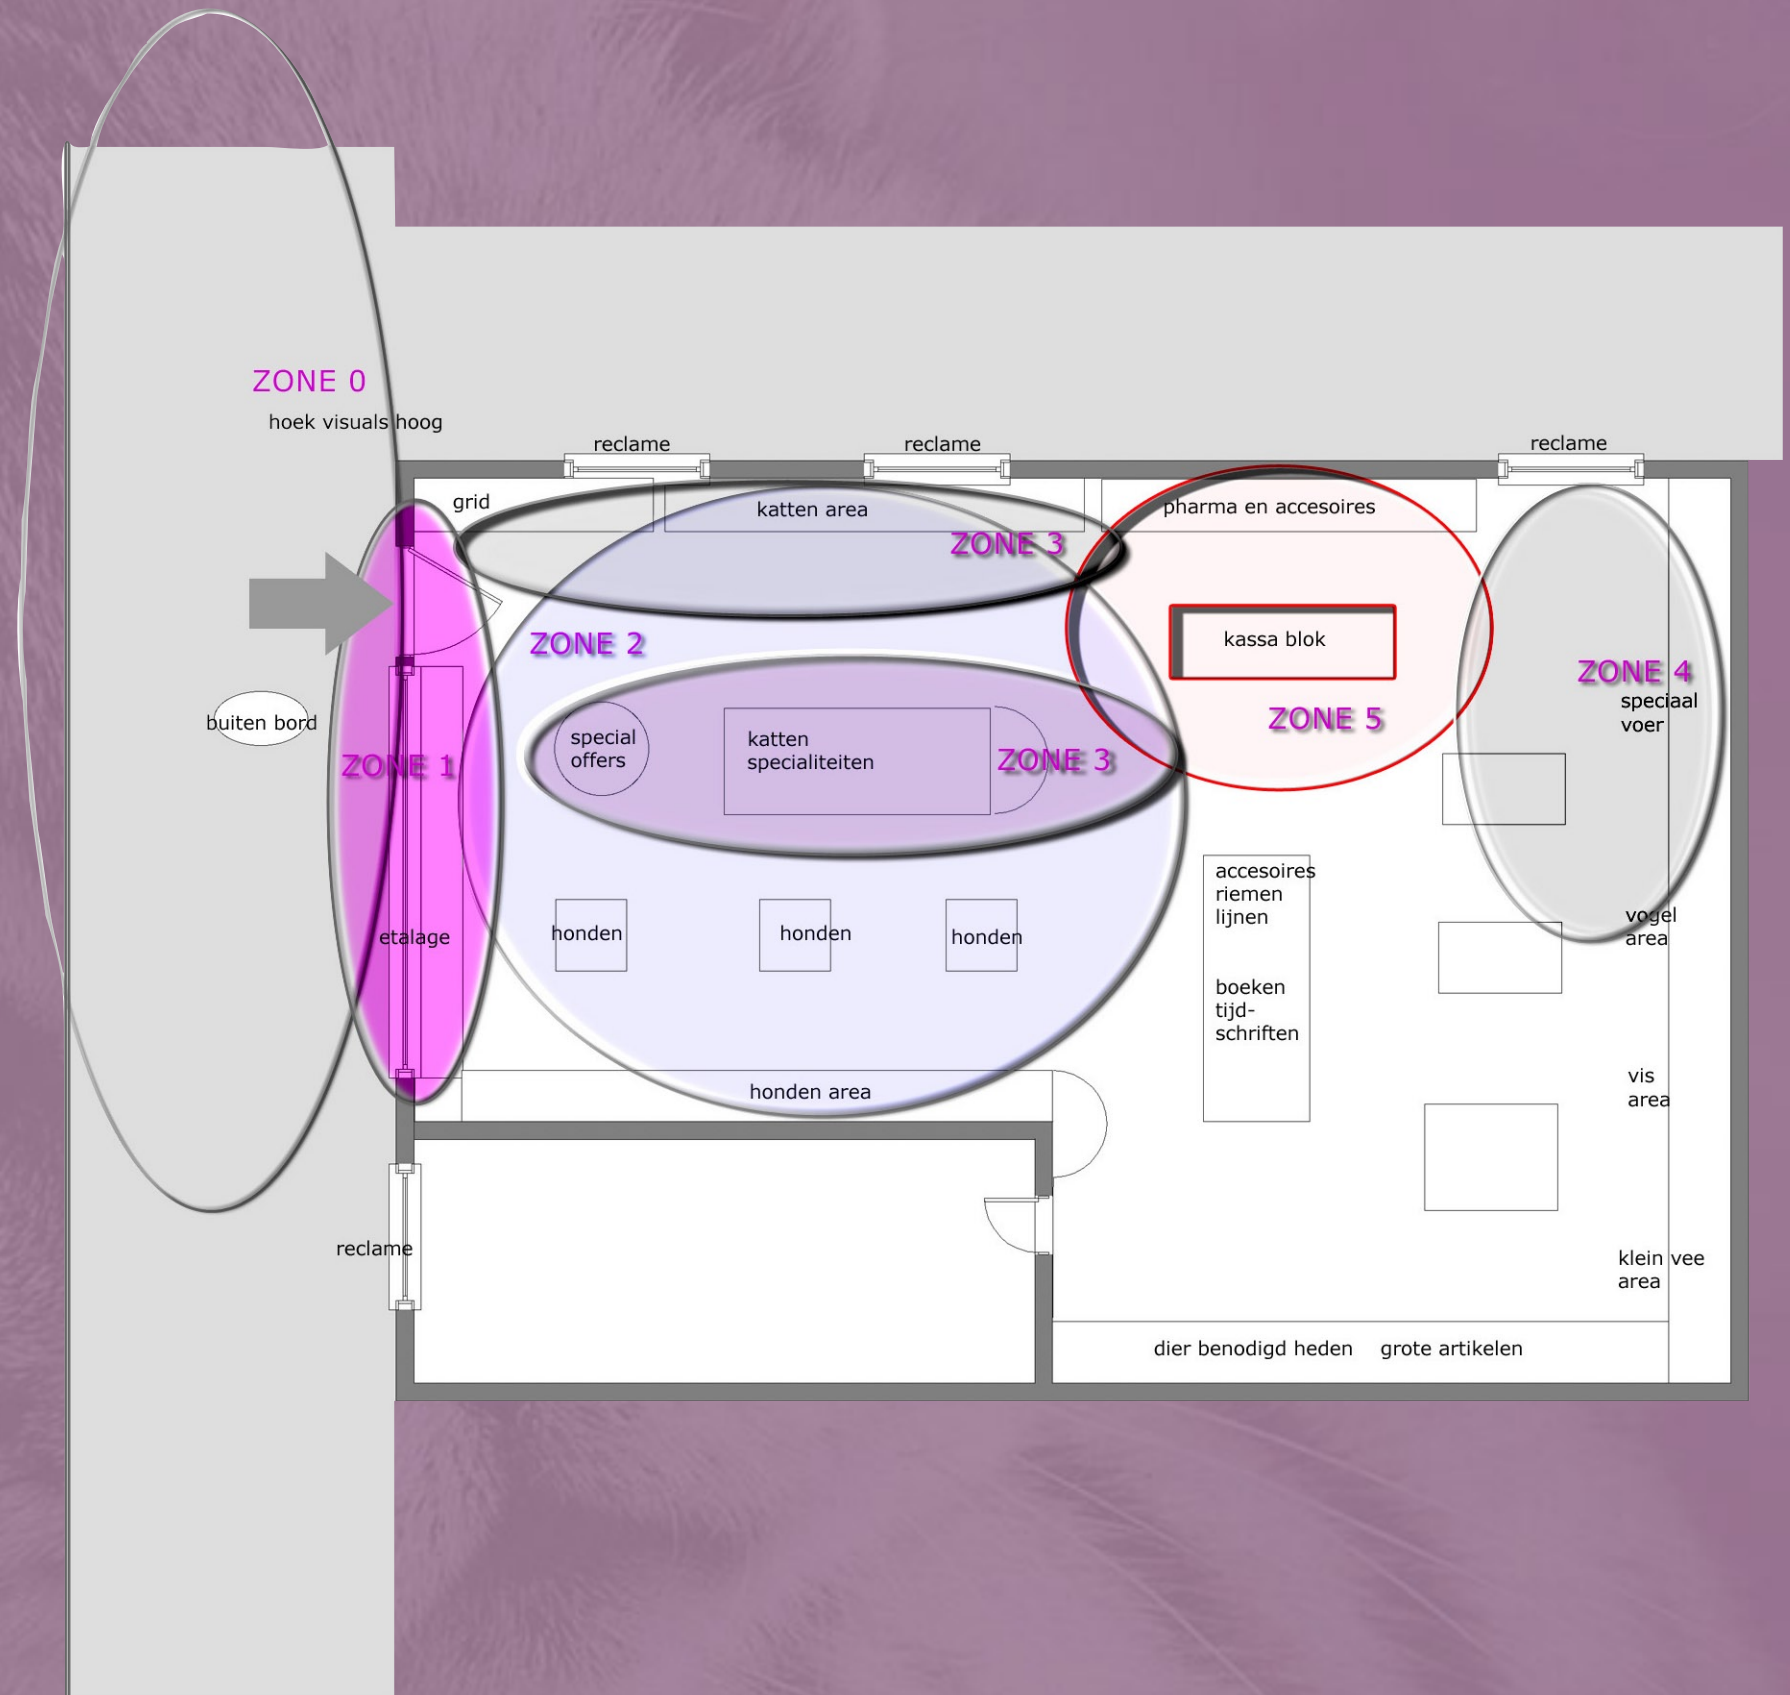 ZONE 0
hoek visuals hoog
reclame
reclame
reclame
grid
katten area
pharma en accesoires
ZONE 3
ZONE 2
kassa blok
ZONE 4
speciaal
voer
buiten bord
ZONE 1
special
offers
katten
specialiteiten
ZONE 3
ZONE 5
etalage
honden
honden
honden
accesoires
riemen
lijnen
boeken
tijd-
schriften
vogel
area
honden area
vis
area
reclame
klein vee
area
dier benodigd heden grote artikelen